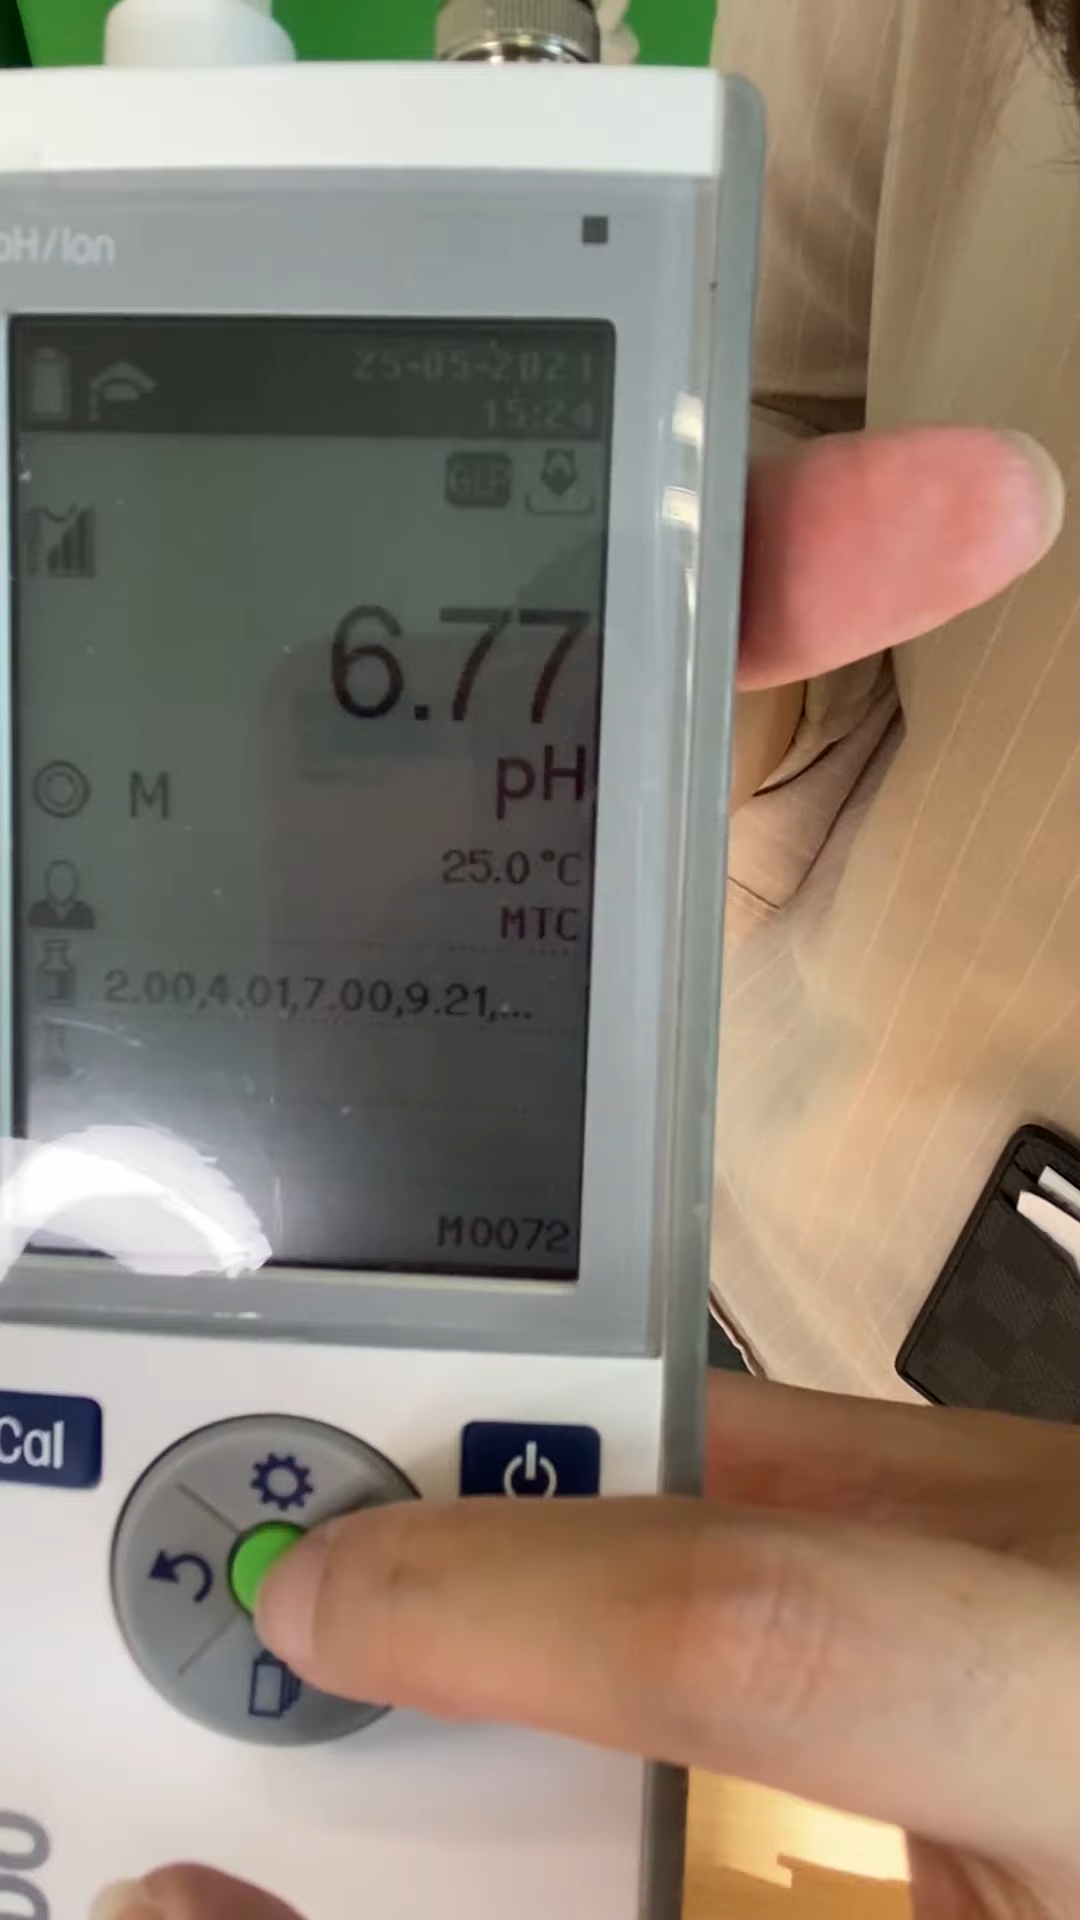 pH/Ion
25-05-2021
15:24
GLP
6.77
pH
M
25.0 °C
MTC
2.00,4.01,7.00,9.21,...
M0072
Cal